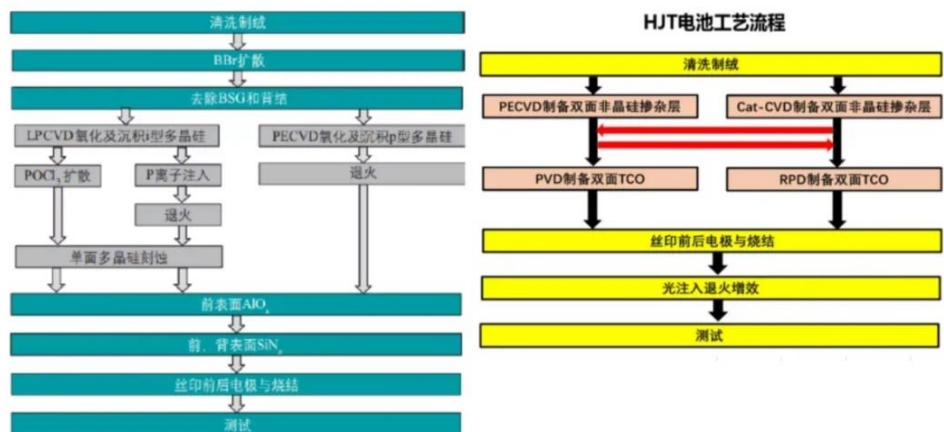 清洗制绒
BBr扩散
去除BSG和背结
LPCVD氧化及沉积i型多晶硅
PECVD氧化及沉积p型多晶硅
POCl₃扩散
P离子注入
退火
退火
单面多晶硅刻蚀
前表面AlOₓ
前、背表面SiNₓ
丝印前后电极与烧结
测试
HJT电池工艺流程
清洗制绒
PECVD制备双面非晶硅掺杂层
Cat-CVD制备双面非晶硅掺杂层
PVD制备双面TCO
RPD制备双面TCO
丝印前后电极与烧结
光注入退火增效
测试